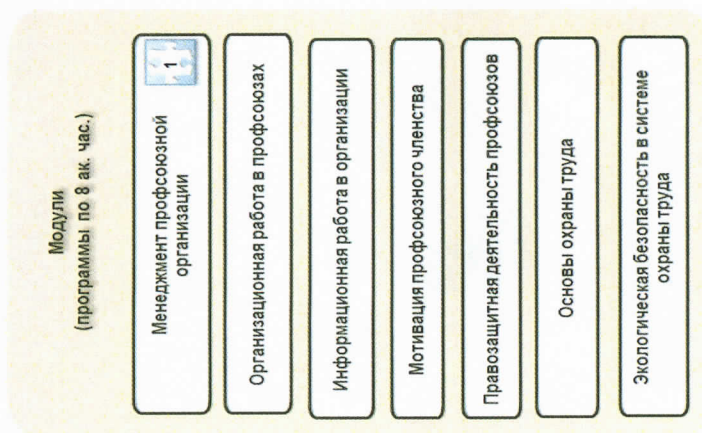 Модули
(программы по 8 ак. час.)
Менеджмент профсоюзной
организации
1
Организационная работа в профсоюзах
Информационная работа в организации
Мотивация профсоюзного членства
Правозащитная деятельность профсоюзов
Основы охраны труда
Экологическая безопасность в системе
охраны труда